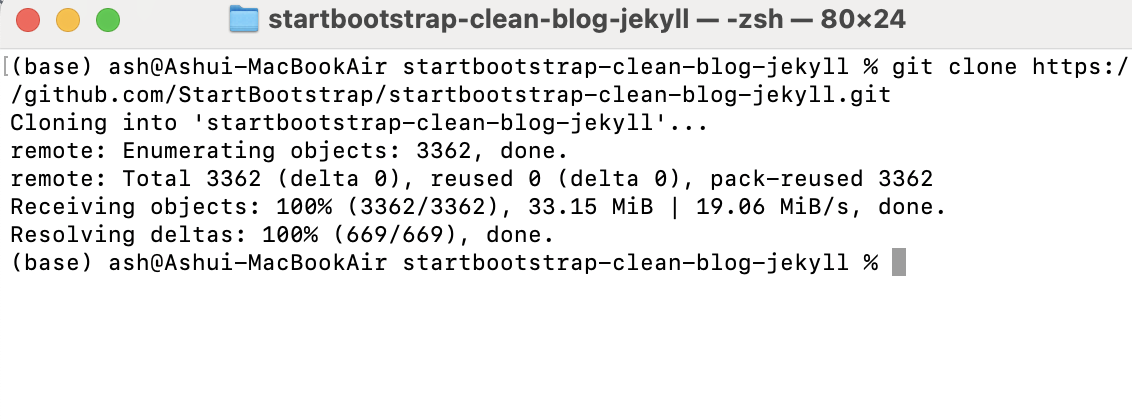 startbootstrap-clean-blog-jekyll — -zsh — 80×24
[(base) ash@Ashui-MacBookAir startbootstrap-clean-blog-jekyll % git clone https:/
/github.com/StartBootstrap/startbootstrap-clean-blog-jekyll.git
Cloning into 'startbootstrap-clean-blog-jekyll'...
remote: Enumerating objects: 3362, done.
remote: Total 3362 (delta 0), reused 0 (delta 0), pack-reused 3362
Receiving objects: 100% (3362/3362), 33.15 MiB | 19.06 MiB/s, done.
Resolving deltas: 100% (669/669), done.
(base) ash@Ashui-MacBookAir startbootstrap-clean-blog-jekyll %